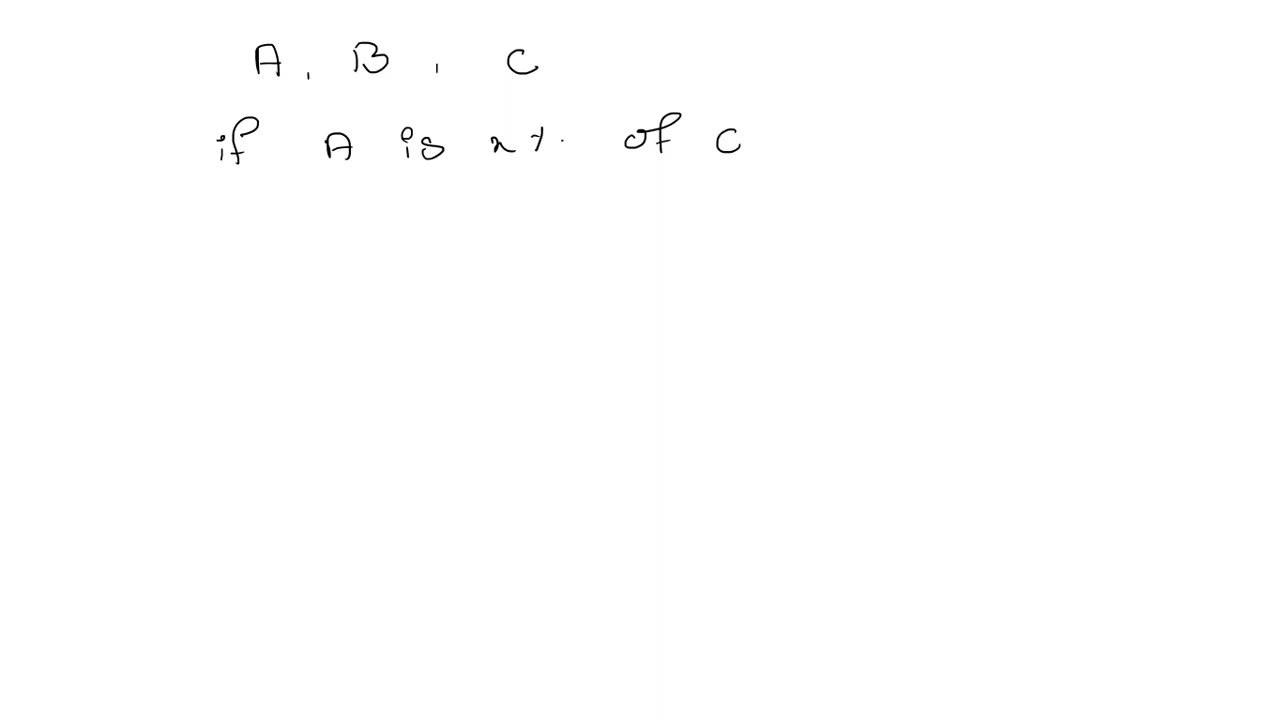 A, B, C
if A is x% of C